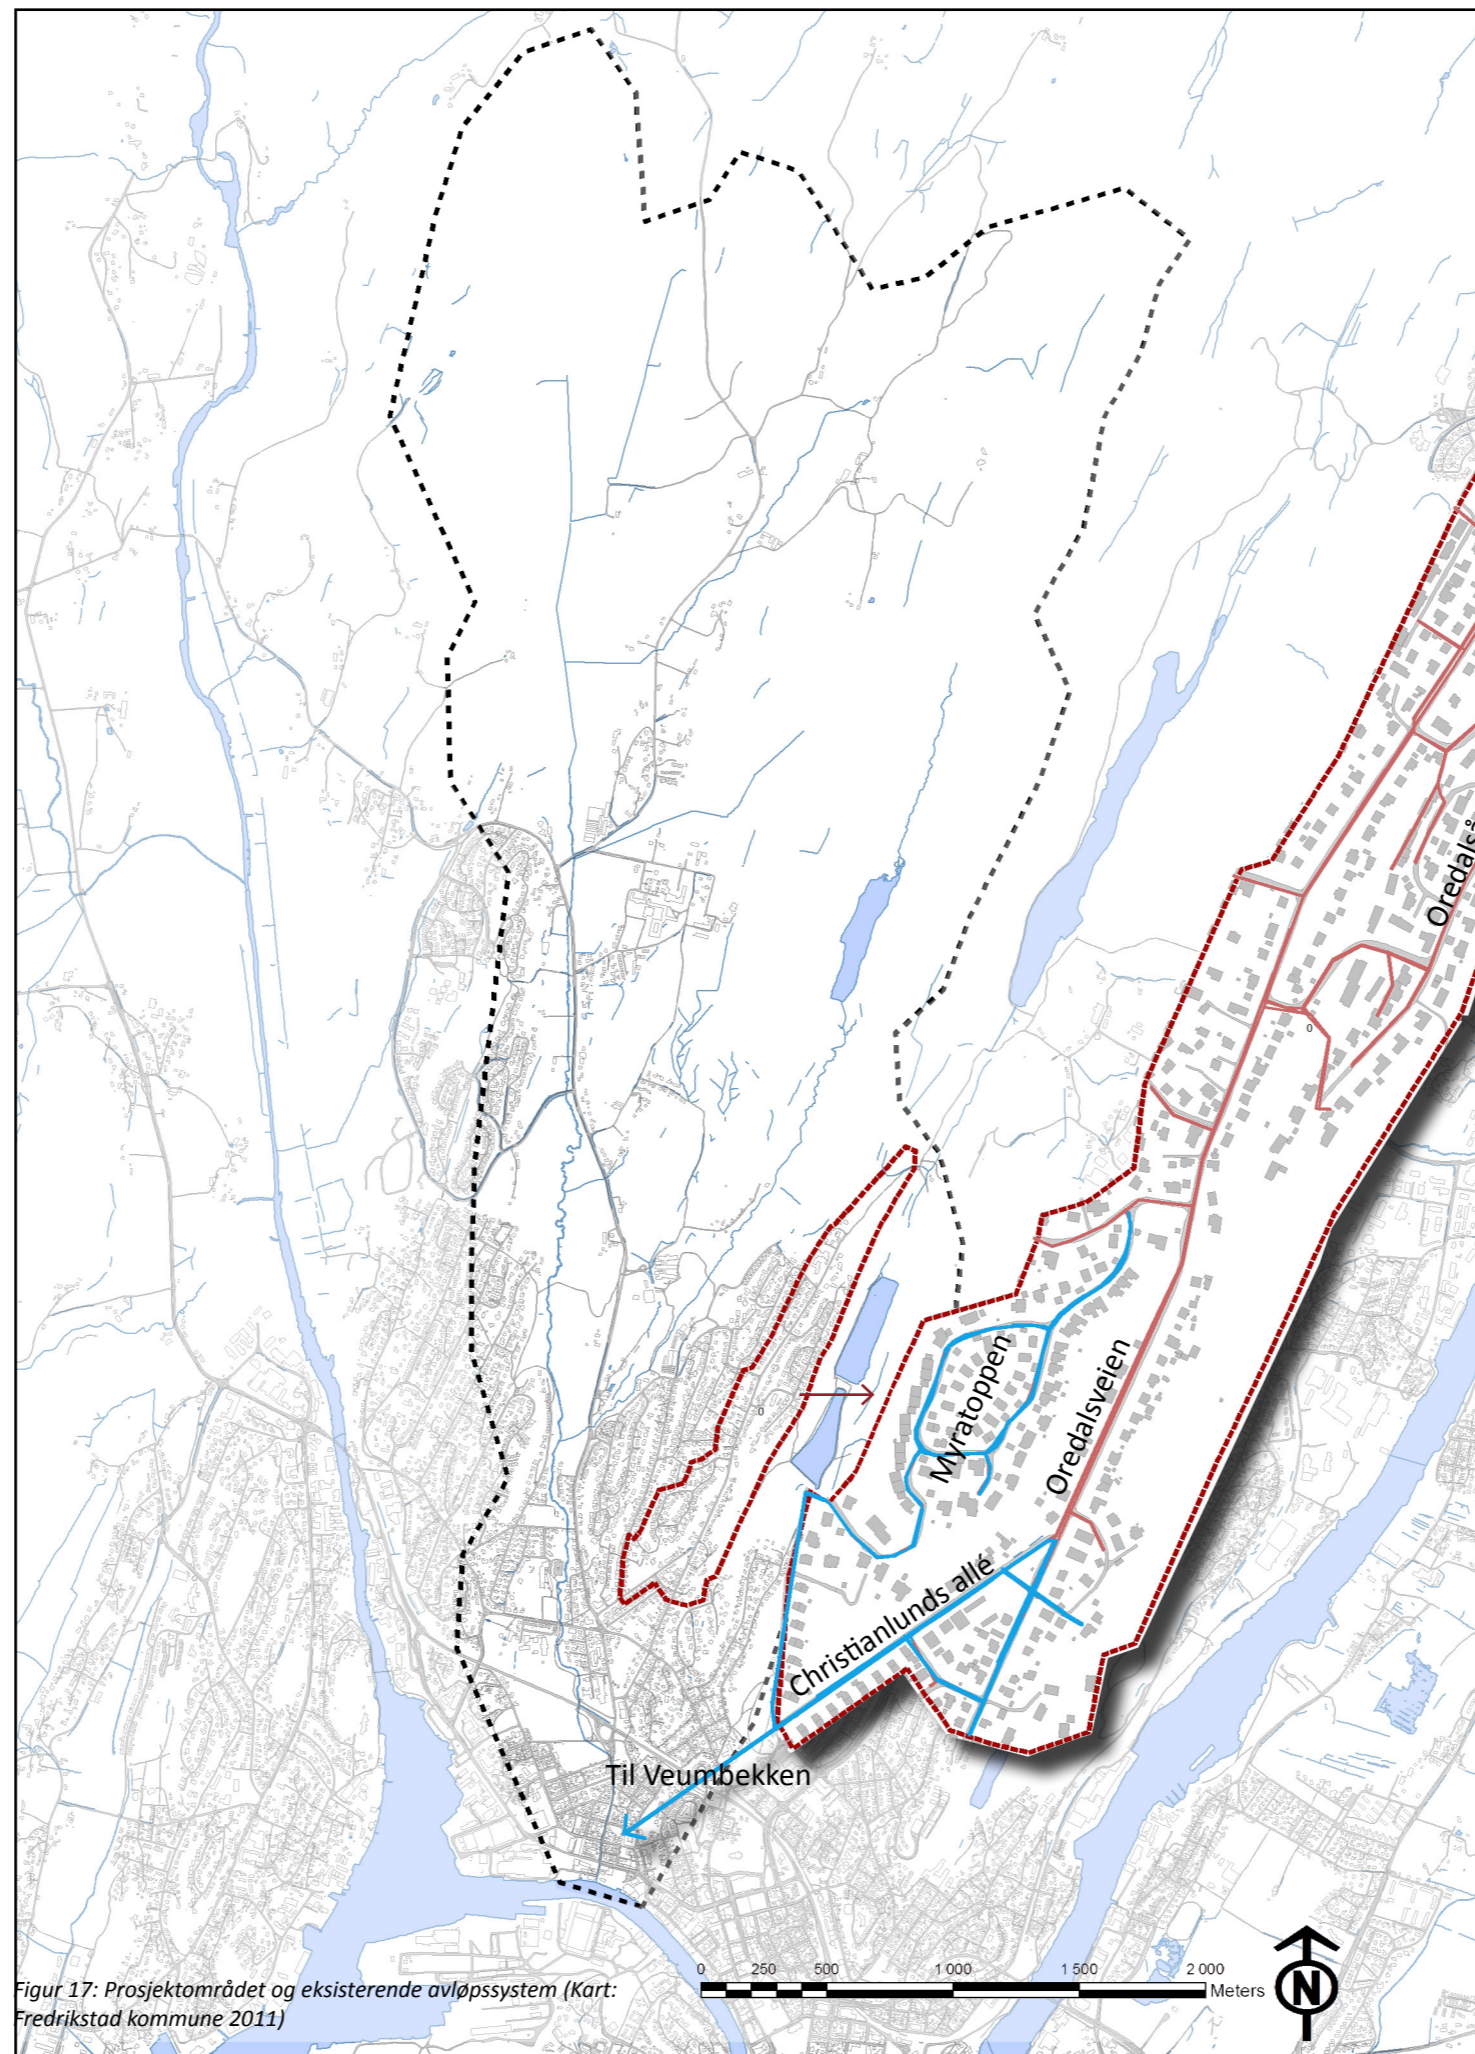 Oredalså
0
Myratoppen
Oredalsveien
0
Christianlunds allé
Til Veumbekken
0 250 500 1 000 1 500 2 000
Meters
N
Figur 17: Prosjektområdet og eksisterende avløpssystem (Kart:
Fredrikstad kommune 2011)